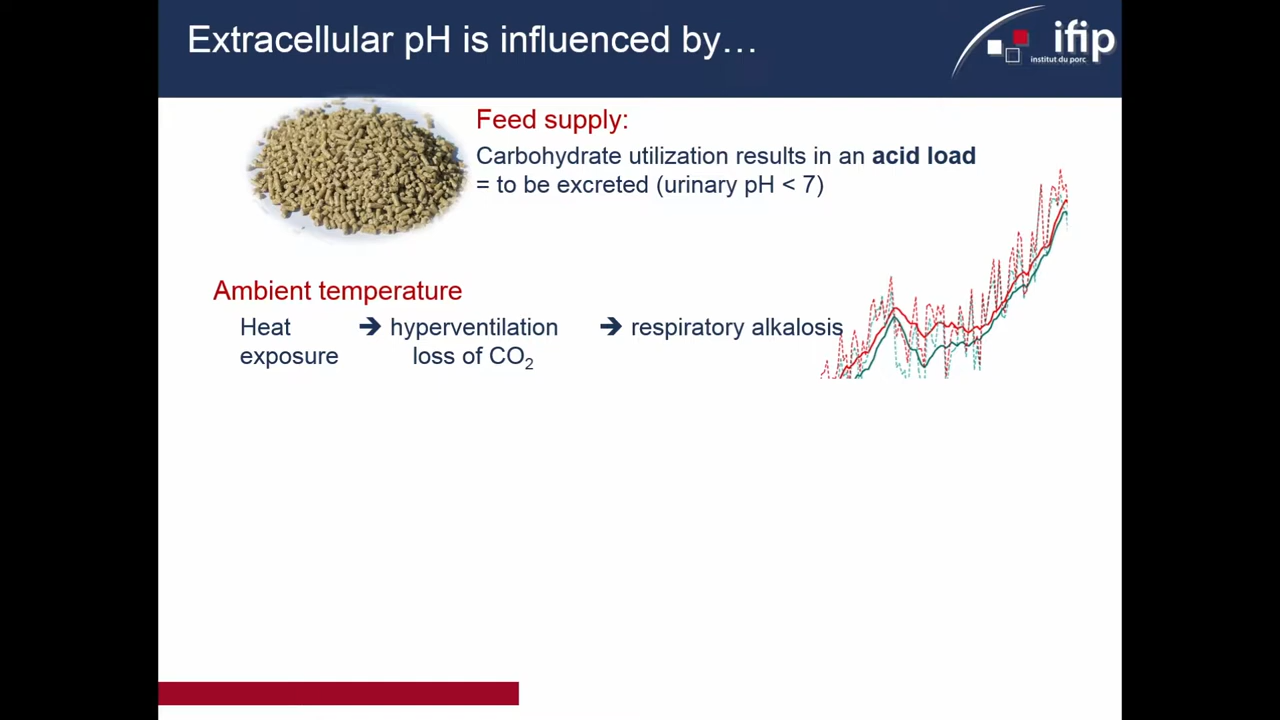 Extracellular pH is influenced by…
ifip
institut du porc
Feed supply:
Carbohydrate utilization results in an acid load
= to be excreted (urinary pH < 7)
Ambient temperature
Heat ➔ hyperventilation ➔ respiratory alkalosis
exposure loss of CO₂